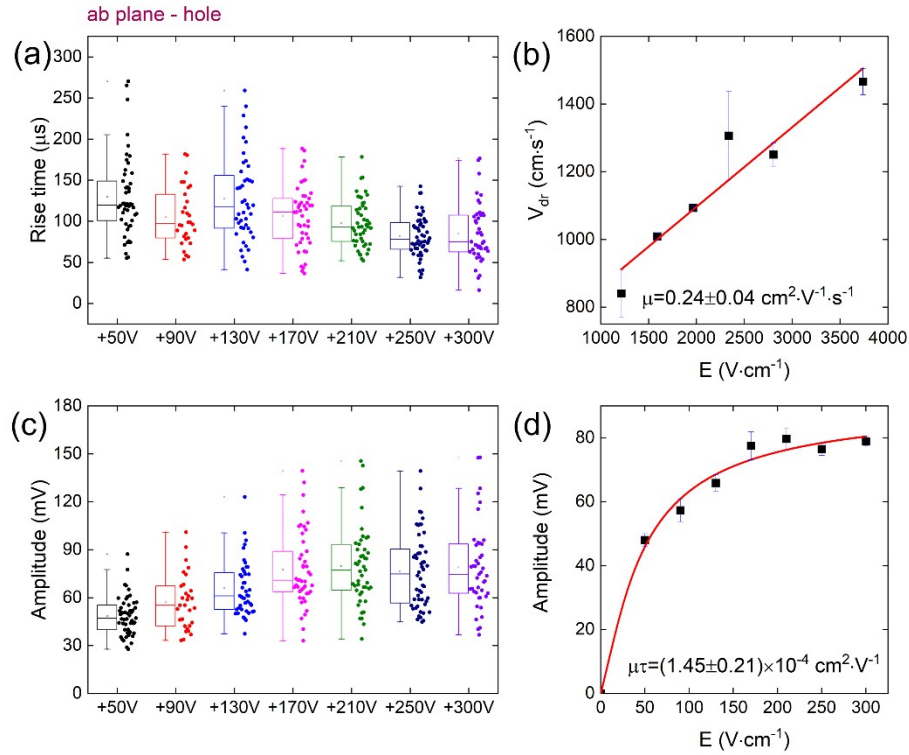 ab plane - hole
(a)
Rise time (μs)
300
250
200
150
100
50
0
+50V +90V +130V +170V +210V +250V +300V
(b)
V_dr (cm·s⁻¹)
1600
1400
1200
1000
800
μ=0.24±0.04 cm²·V⁻¹·s⁻¹
1000 1500 2000 2500 3000 3500 4000
E (V·cm⁻¹)
(c)
Amplitude (mV)
180
150
120
90
60
30
0
+50V +90V +130V +170V +210V +250V +300V
(d)
Amplitude (mV)
80
60
40
20
0
μτ=(1.45±0.21)×10⁻⁴ cm²·V⁻¹
0 50 100 150 200 250 300
E (V·cm⁻¹)